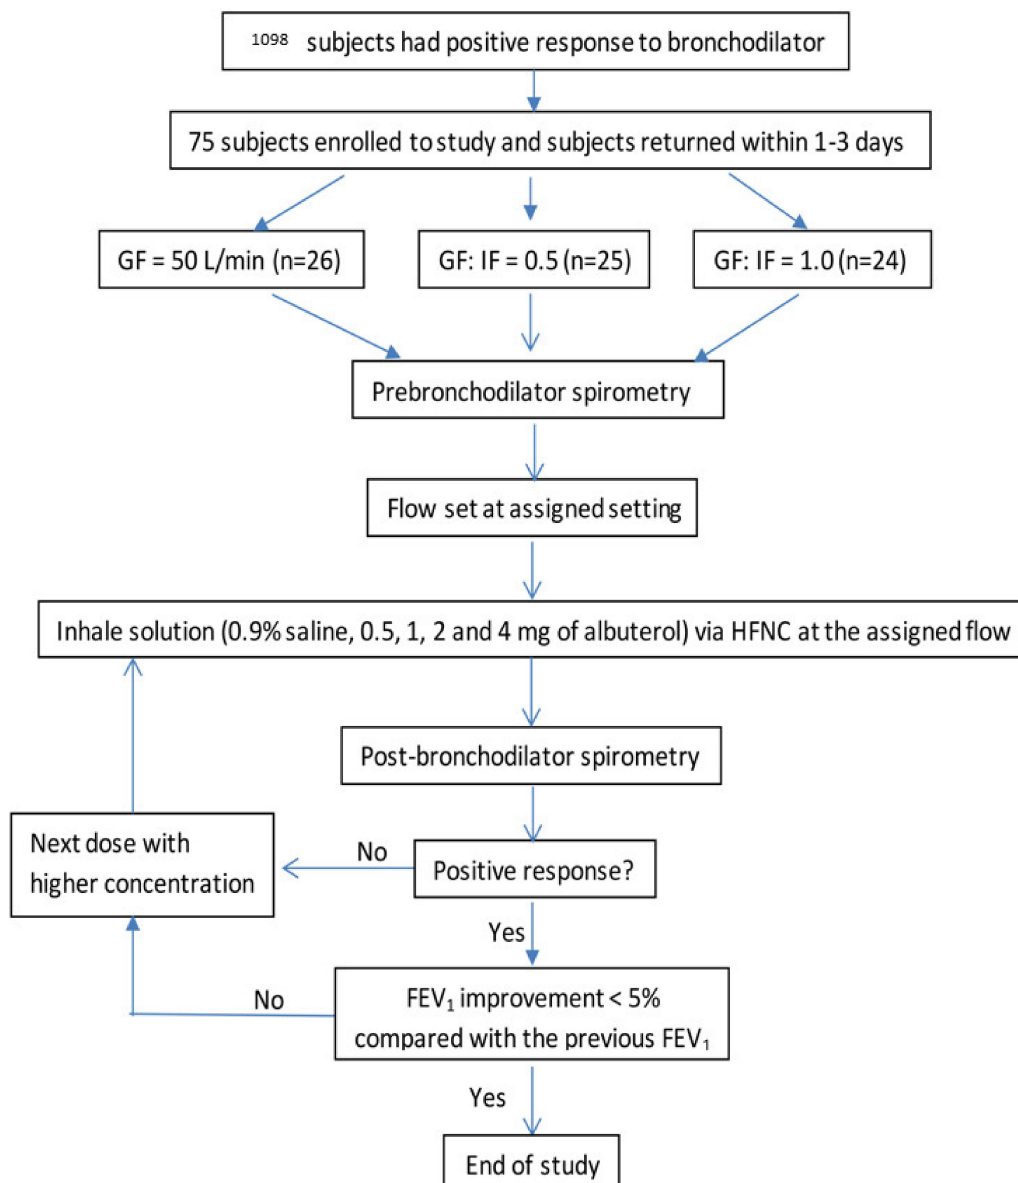 1098 subjects had positive response to bronchodilator
75 subjects enrolled to study and subjects returned within 1-3 days
GF = 50 L/min (n=26)
GF: IF = 0.5 (n=25)
GF: IF = 1.0 (n=24)
Prebronchodilator spirometry
Flow set at assigned setting
Inhale solution (0.9% saline, 0.5, 1, 2 and 4 mg of albuterol) via HFNC at the assigned flow
Post-bronchodilator spirometry
Next dose with
higher concentration
No
Positive response?
Yes
No
FEV₁ improvement < 5%
compared with the previous FEV₁
Yes
End of study